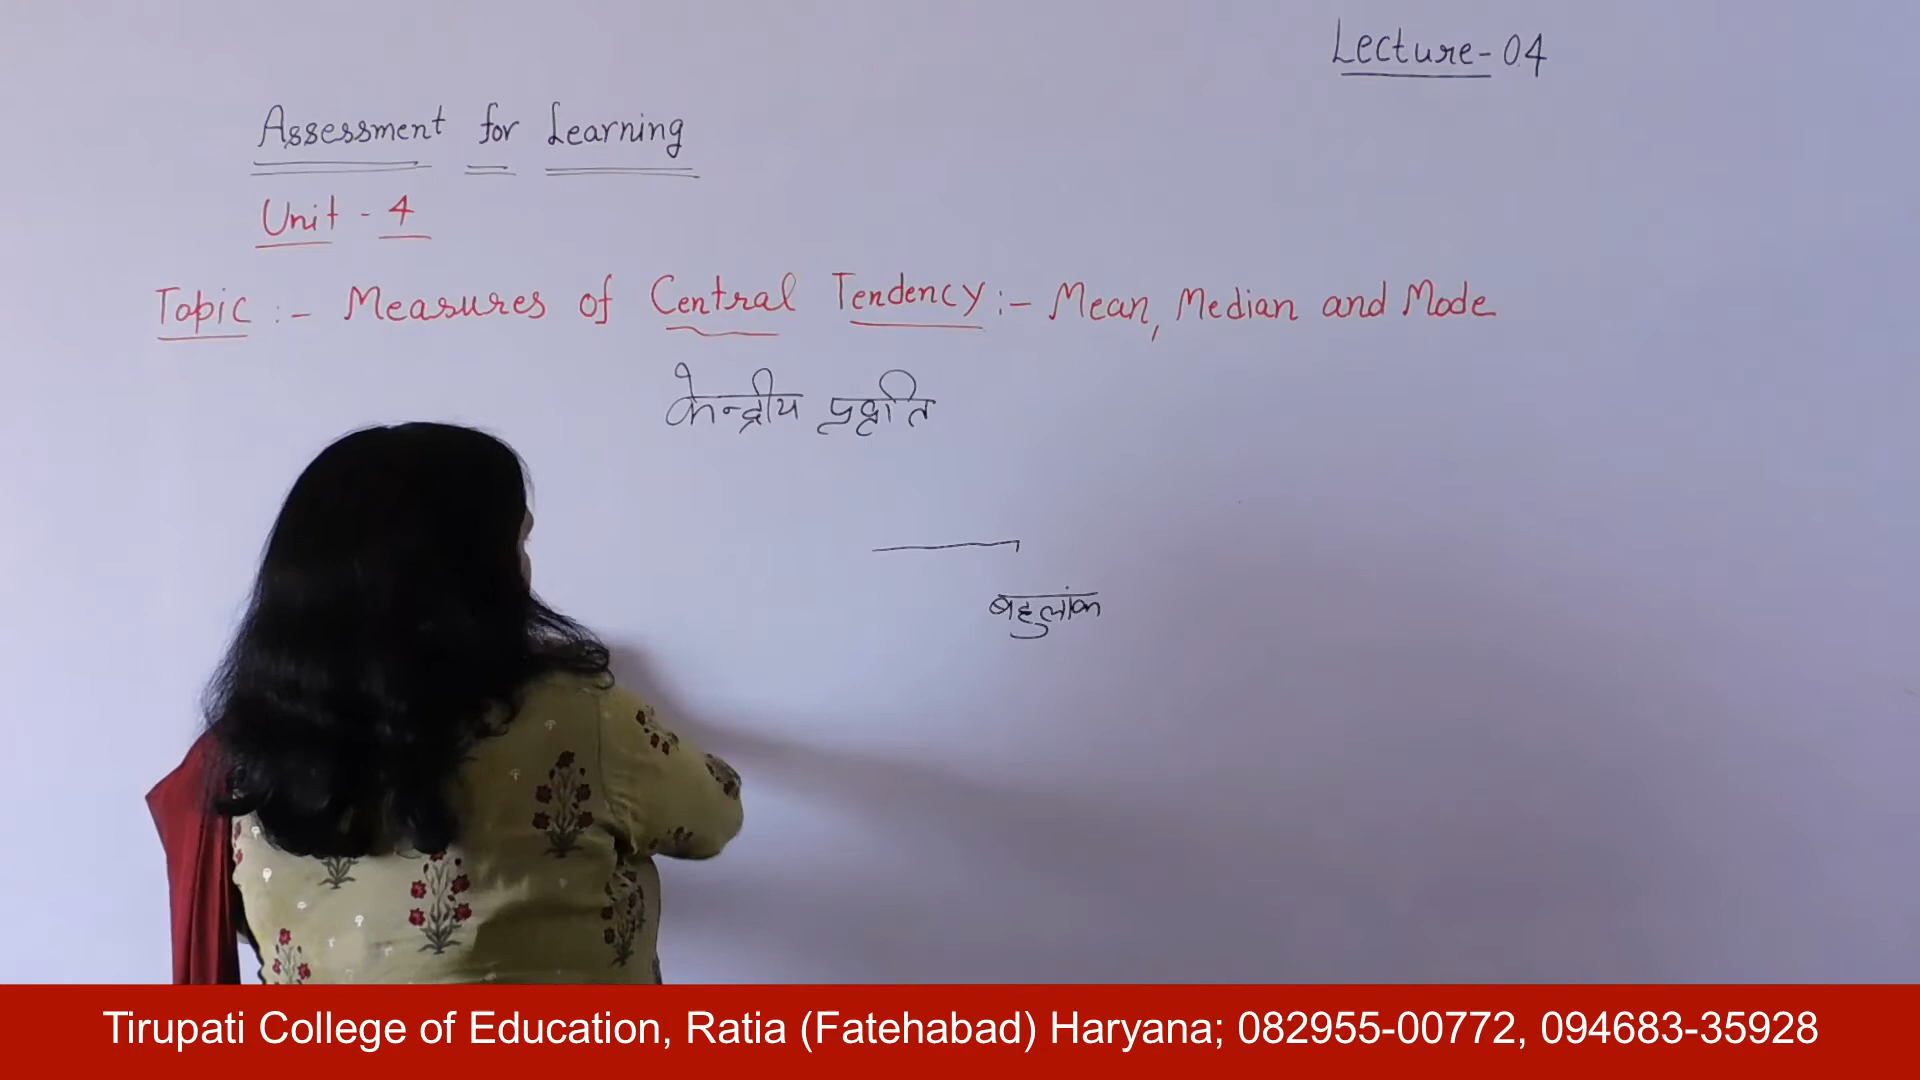 Lecture-04
Assessment for Learning
Unit - 4
Topic :- Measures of Central Tendency :- Mean, Median and Mode
केन्द्रीय प्रवृति
बहुलांक
Tirupati College of Education, Ratia (Fatehabad) Haryana; 082955-00772, 094683-35928